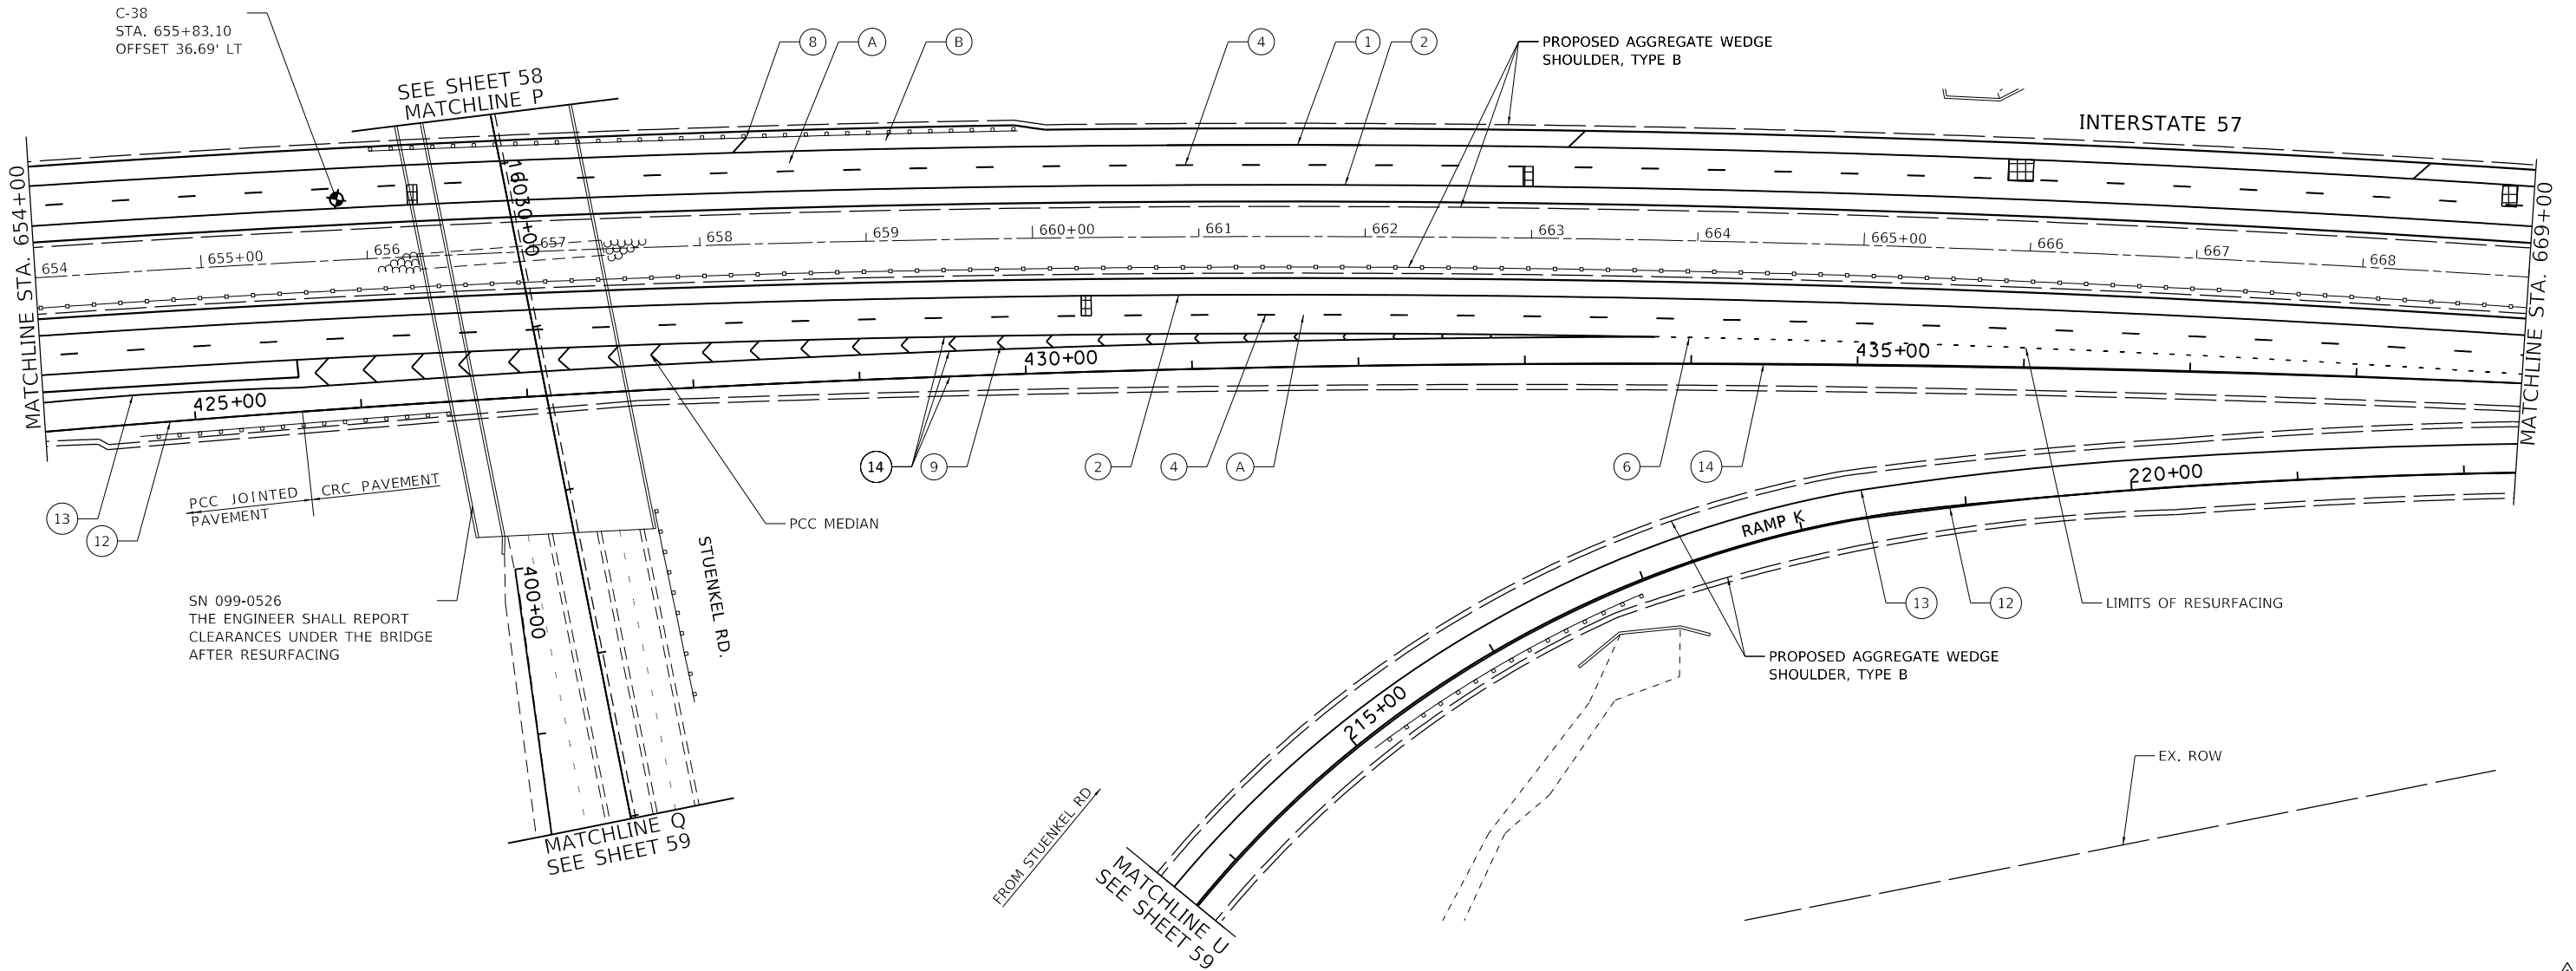 C-38
STA. 655+83.10
OFFSET 36.69' LT
SEE SHEET 58
MATCHLINE P
8
A
B
4
1
2
PROPOSED AGGREGATE WEDGE
SHOULDER, TYPE B
INTERSTATE 57
MATCHLINE STA. 654+00
MATCHLINE STA. 669+00
16030+00
654
655+00
656
657
658
659
660+00
661
662
663
664
665+00
666
667
668
425+00
430+00
435+00
13
12
PCC JOINTED
PAVEMENT
CRC PAVEMENT
14
9
2
4
A
6
14
PCC MEDIAN
SN 099-0526
THE ENGINEER SHALL REPORT
CLEARANCES UNDER THE BRIDGE
AFTER RESURFACING
400+00
STUENKEL RD.
MATCHLINE Q
SEE SHEET 59
RAMP K
220+00
215+00
13
12
LIMITS OF RESURFACING
PROPOSED AGGREGATE WEDGE
SHOULDER, TYPE B
EX. ROW
FROM STUENKEL RD
MATCHLINE U
SEE SHEET 59